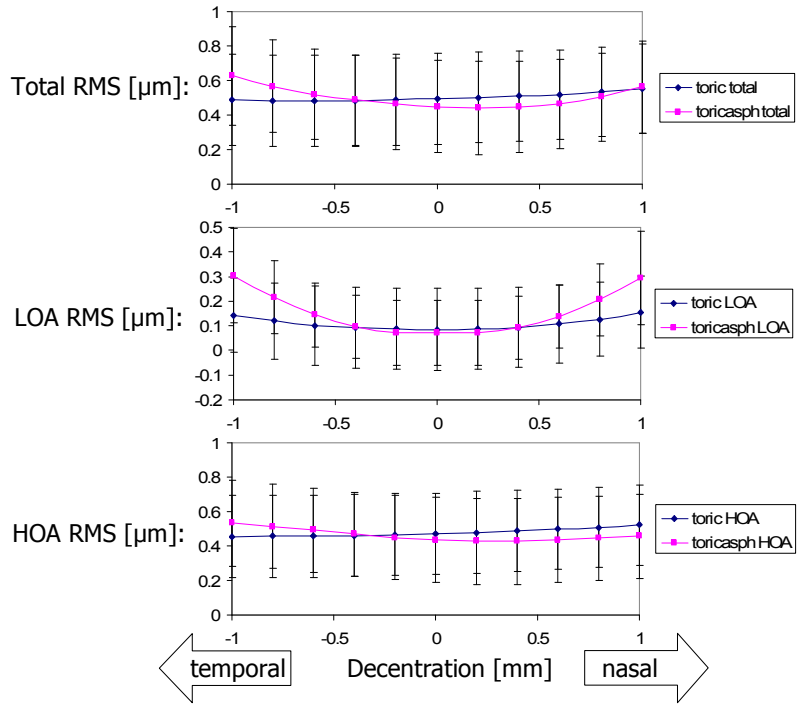 1
0.8
Total RMS [µm]:
0.6
0.4
0.2
0
-1 -0.5 0 0.5 1
toric total
toricasph total
0.5
0.4
0.3
LOA RMS [µm]:
0.2
0.1
0
-0.1
-0.2
-1 -0.5 0 0.5 1
toric LOA
toricasph LOA
1
0.8
0.6
HOA RMS [µm]:
0.4
0.2
0
-1 -0.5 0 0.5 1
toric HOA
toricasph HOA
temporal Decentration [mm] nasal